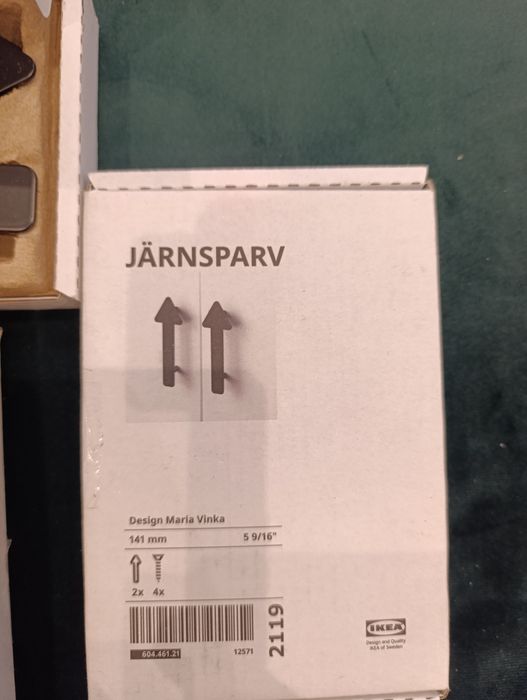 JÄRNSPARV
Design Maria Vinka
141 mm 5 9/16"
2x 4x
604.461.21 12571
2119
IKEA
Design and Quality
IKEA of Sweden